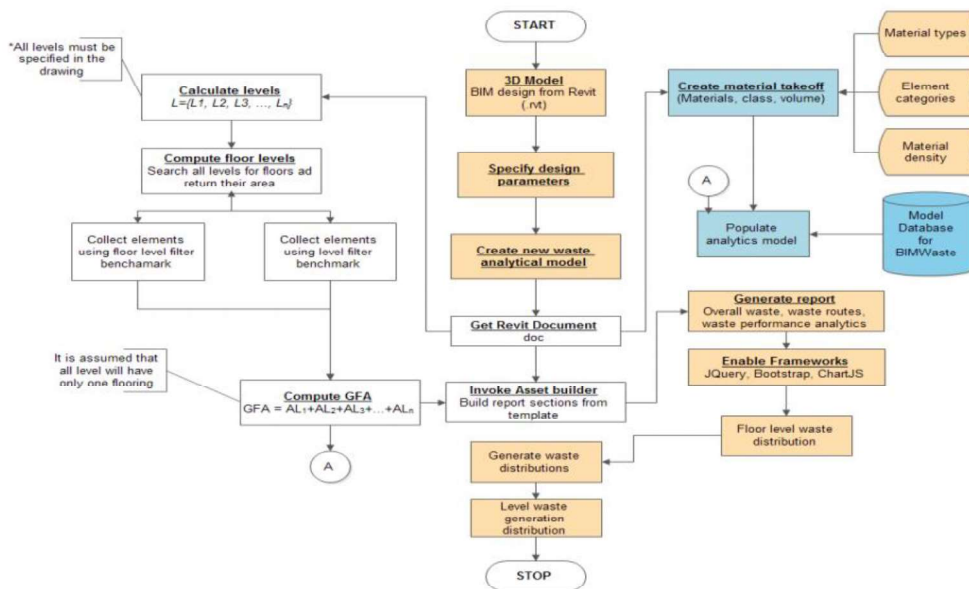 START
*All levels must be
specified in the
drawing
Calculate levels
L={L1, L2, L3, ..., Ln}
3D Model
BIM design from Revit
(.rvt)
Create material takeoff
(Materials, class, volume)
Material types
Element
categories
Material
density
Compute floor levels
Search all levels for floors ad
return their area
Specify design
parameters
A
Collect elements
using floor level filter
benchamark
Collect elements
using level filter
benchmark
Create new waste
analytical model
Populate
analytics model
Model
Database
for
BIMWaste
Get Revit Document
doc
Generate report
Overall waste, waste routes,
waste performance analytics
It is assumed that
all level will have
only one flooring
Enable Frameworks
JQuery, Bootstrap, ChartJS
Compute GFA
GFA = AL1+AL2+AL3+...+ALn
Invoke Asset builder
Build report sections from
template
Floor level waste
distribution
A
Generate waste
distributions
Level waste
generation
distribution
STOP